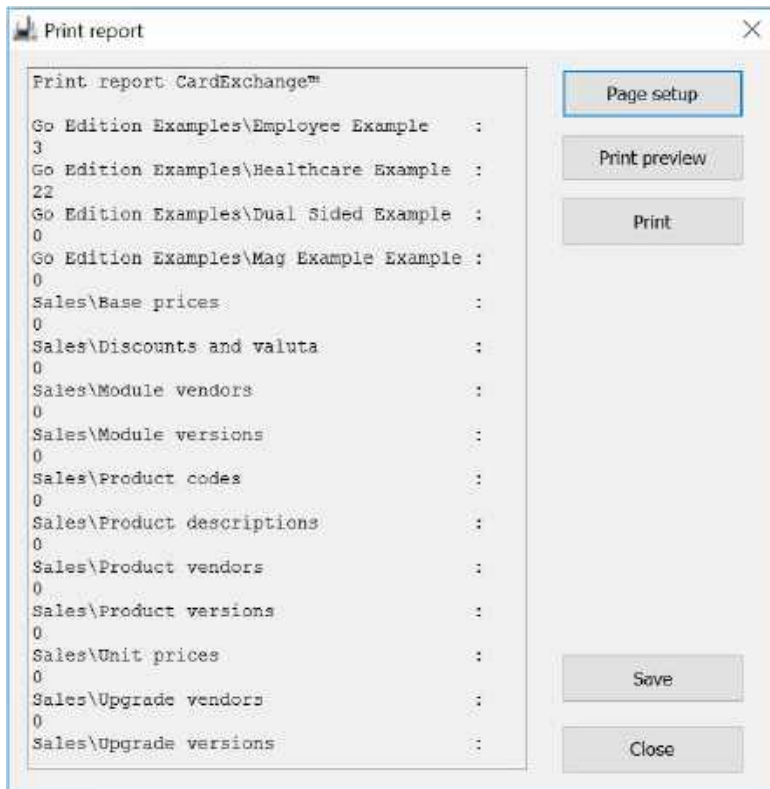 Print report
Print report CardExchange™
Go Edition Examples\Employee Example :
3
Go Edition Examples\Healthcare Example :
22
Go Edition Examples\Dual Sided Example :
0
Go Edition Examples\Mag Example Example :
0
Sales\Base prices :
0
Sales\Discounts and valuta :
0
Sales\Module vendors :
0
Sales\Module versions :
0
Sales\Product codes :
0
Sales\Product descriptions :
0
Sales\Product vendors :
0
Sales\Product versions :
0
Sales\Unit prices :
0
Sales\Upgrade vendors :
0
Sales\Upgrade versions :
Page setup
Print preview
Print
Save
Close